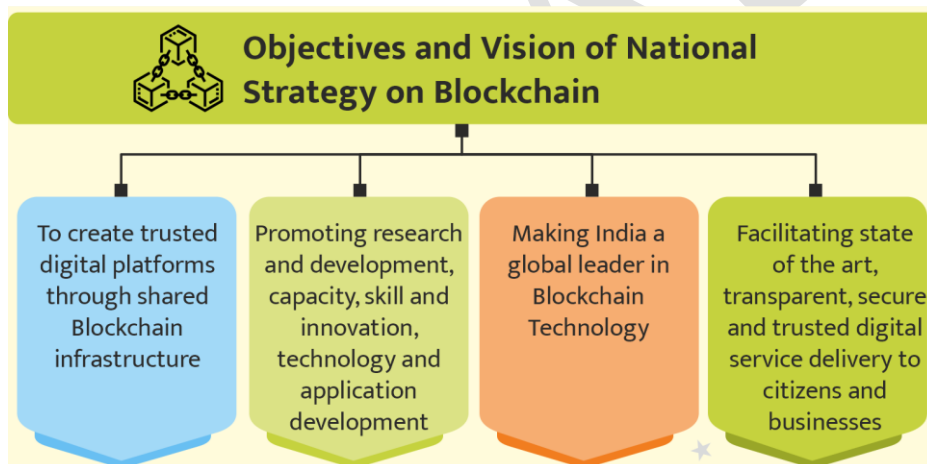 Objectives and Vision of National
Strategy on Blockchain
To create trusted
digital platforms
through shared
Blockchain
infrastructure
Promoting research
and development,
capacity, skill and
innovation,
technology and
application
development
Making India a
global leader in
Blockchain
Technology
Facilitating state
of the art,
transparent, secure
and trusted digital
service delivery to
citizens and
businesses